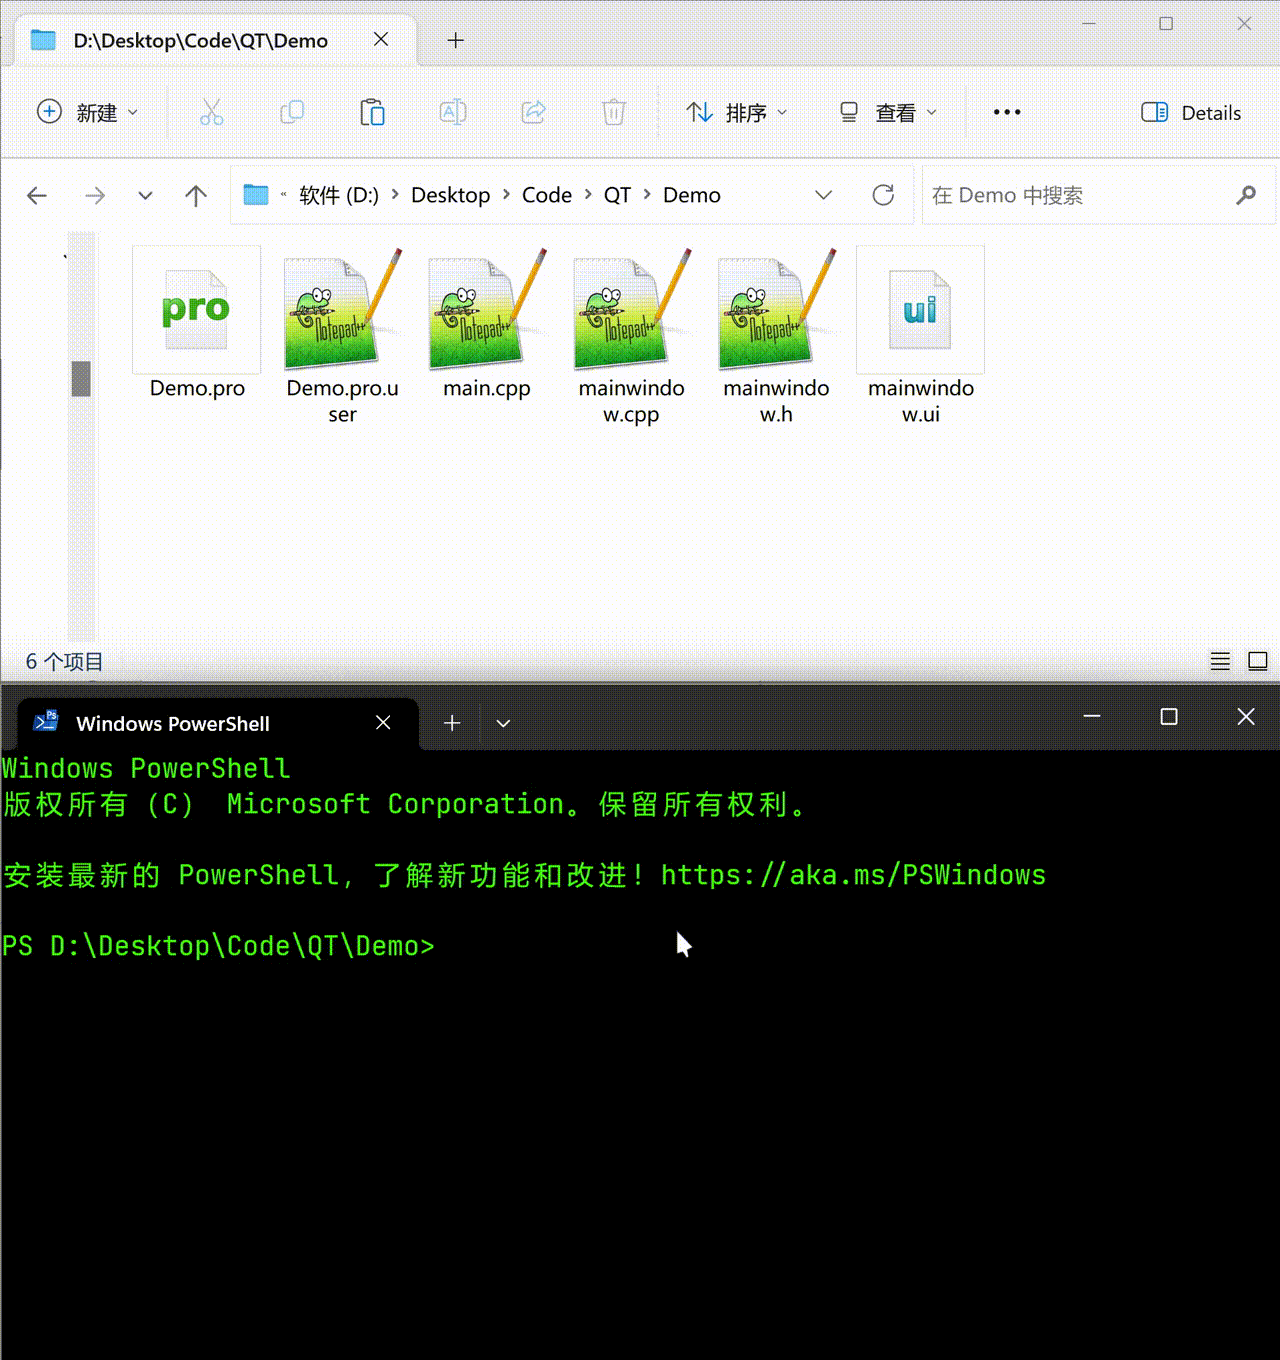 D:\Desktop\Code\QT\Demo
新建
排序
查看
Details
软件 (D:) > Desktop > Code > QT > Demo
在 Demo 中搜索
pro
Notepad++
Notepad++
Notepad++
Notepad++
ui
Demo.pro
Demo.pro.u
ser
main.cpp
mainwindo
w.cpp
mainwindo
w.h
mainwindo
w.ui
6 个项目
Windows PowerShell
Windows PowerShell
版权所有 (C) Microsoft Corporation。保留所有权利。
安装最新的 PowerShell，了解新功能和改进！https://aka.ms/PSWindows
PS D:\Desktop\Code\QT\Demo>